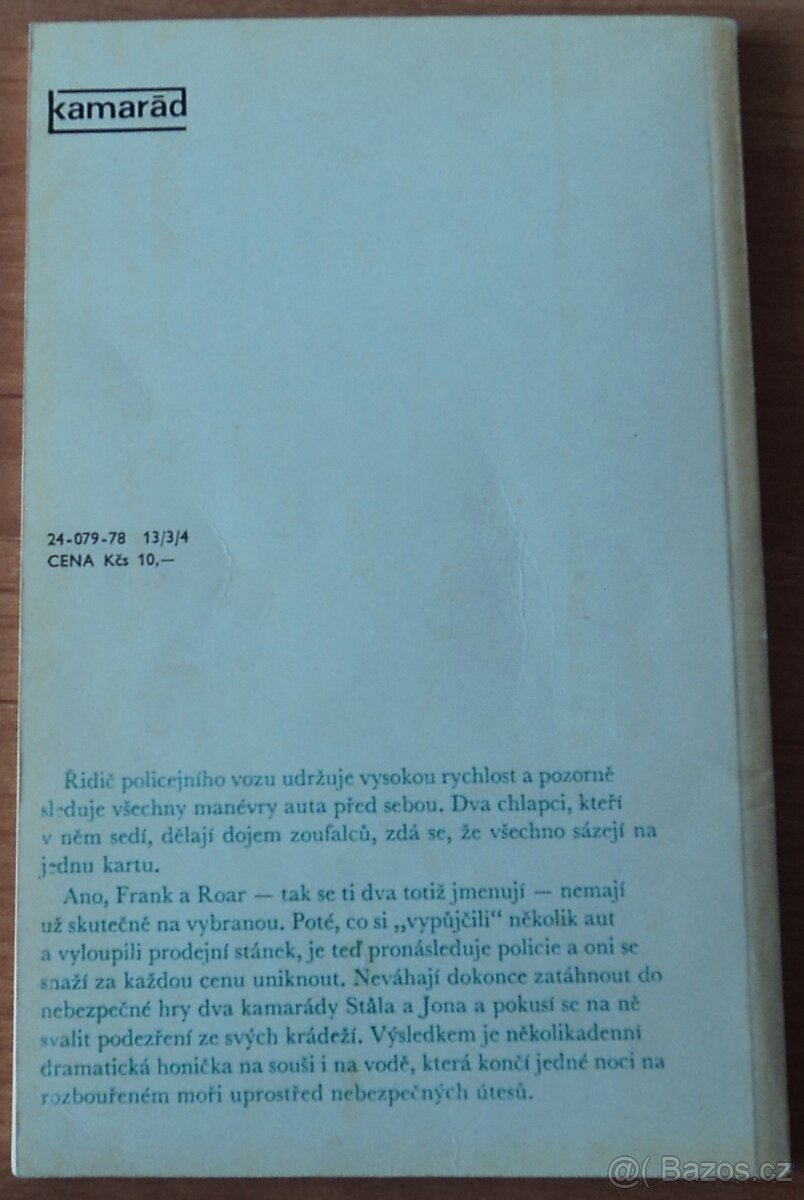 kamarād
24-079-78 13/3/4
CENA Kčs 10,—
Řidič policejního vozu udržuje vysokou rychlost a pozorně
sleduje všechny manévry auta před sebou. Dva chlapci, kteří
v něm sedí, dělají dojem zoufalců, zdá se, že všechno sázejí na
jednu kartu.
Ano, Frank a Roar — tak se ti dva totiž jmenují — nemají
už skutečně na vybranou. Poté, co si „vypůjčili“ několik aut
a vyloupili prodejní stánek, je teď pronásleduje policie a oni se
snaží za každou cenu uniknout. Neváhají dokonce zatáhnout do
nebezpečné hry dva kamarády Ståla a Jona a pokusí se na ně
svalit podezření ze svých krádeží. Výsledkem je několikadenní
dramatická honička na souši i na vodě, která končí jedné noci na
rozbouřeném moři uprostřed nebezpečných útesů.
@( Bazos.cz